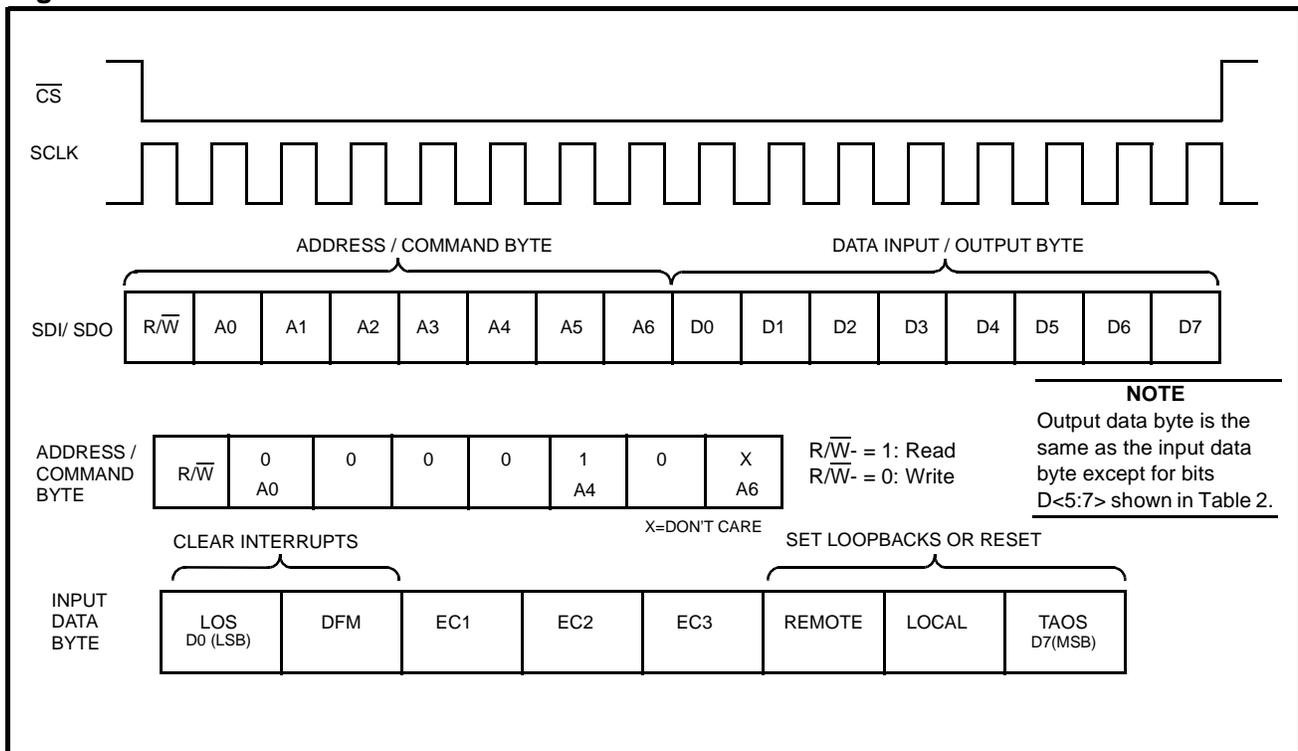 CS
SCLK
ADDRESS / COMMAND BYTE DATA INPUT / OUTPUT BYTE
SDI/ SDO R/W A0 A1 A2 A3 A4 A5 A6 D0 D1 D2 D3 D4 D5 D6 D7
NOTE
Output data byte is the
same as the input data
byte except for bits
D<5:7> shown in Table 2.
ADDRESS /
COMMAND
BYTE
R/W 0 0 0 0 1 0 X
A0 A4 A6
R/W- = 1: Read
R/W- = 0: Write
X=DON'T CARE
CLEAR INTERRUPTS SET LOOPBACKS OR RESET
INPUT
DATA
BYTE
LOS DFM EC1 EC2 EC3 REMOTE LOCAL TAOS
D0 (LSB) D7(MSB)